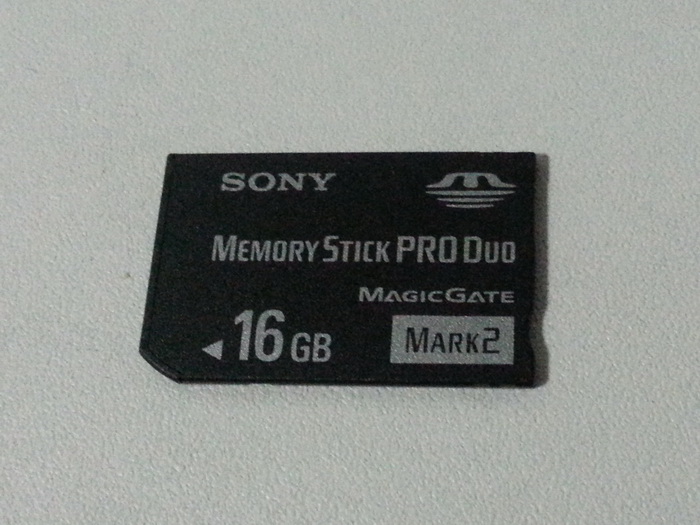 SONY
MEMORY STICK PRO DUO
MAGICGATE
16 GB
MARK2